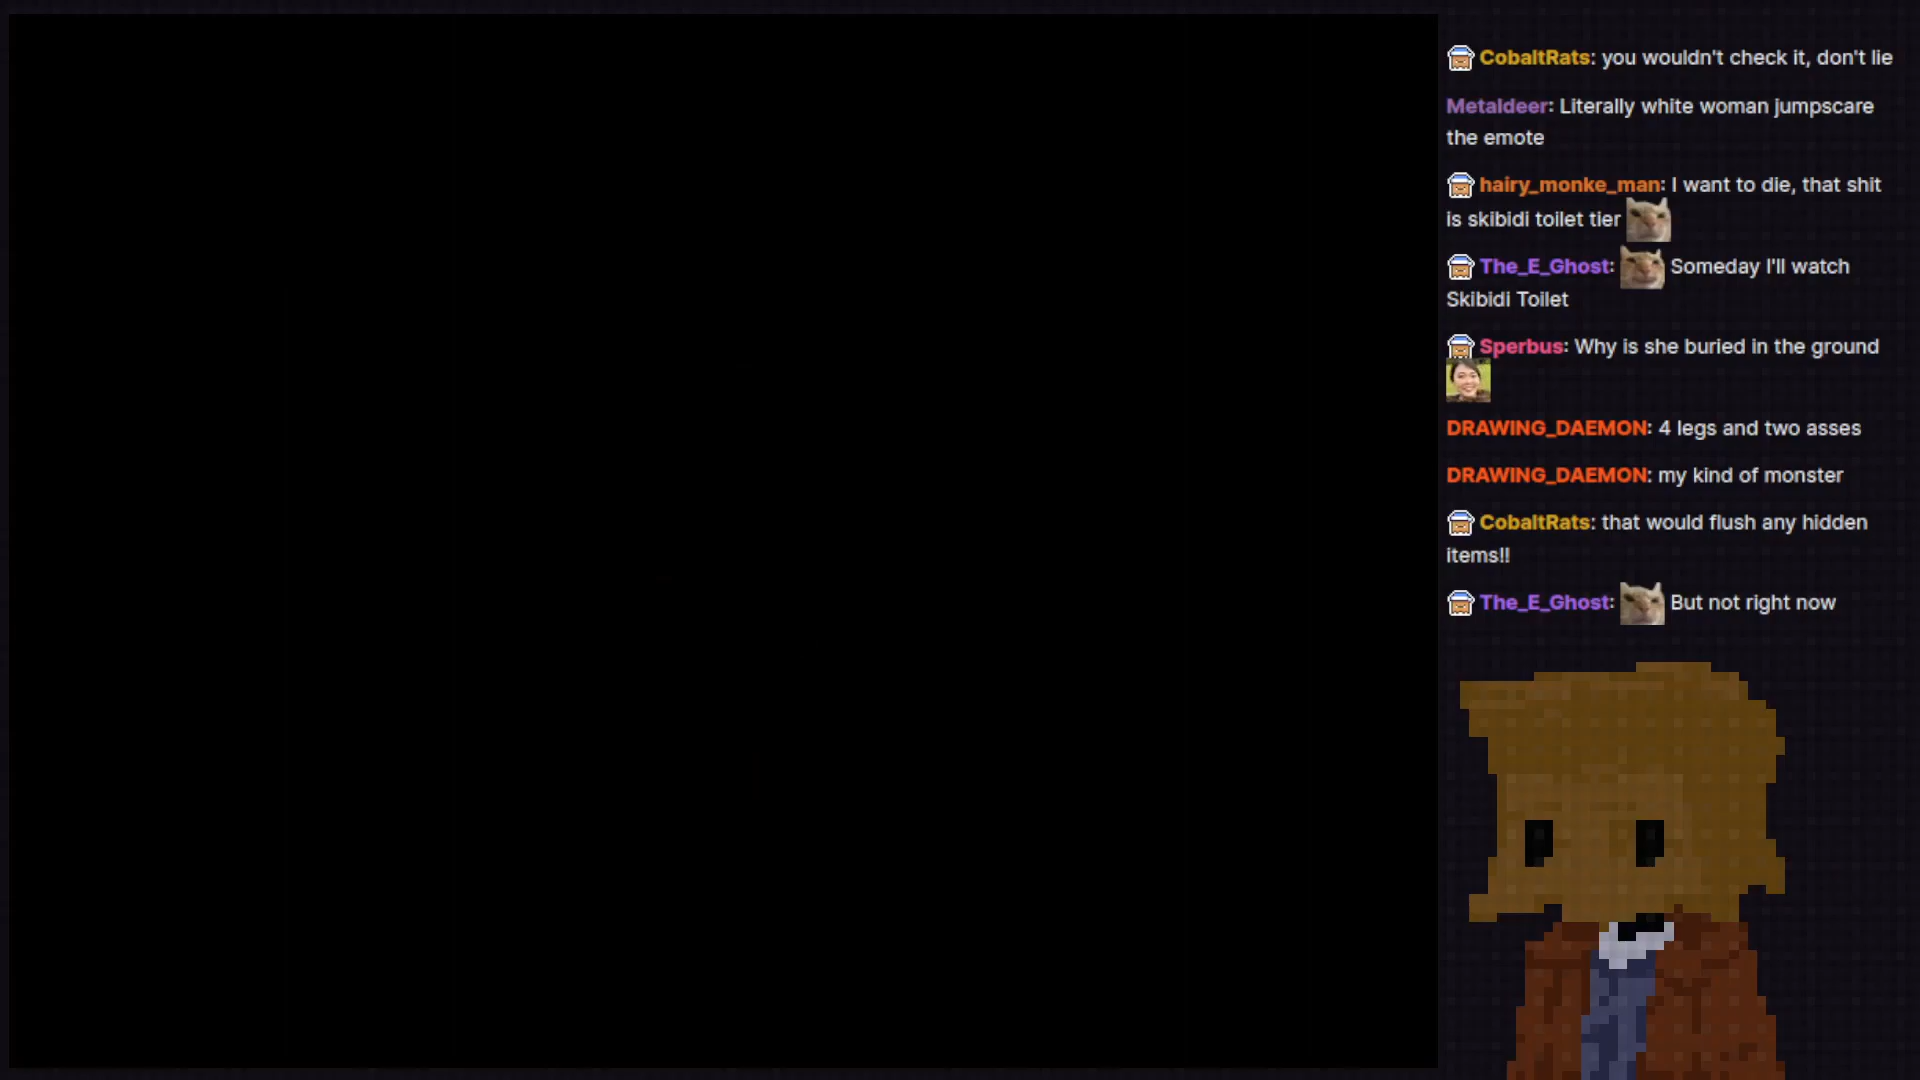 CobaltRats: you wouldn't check it, don't lie
Metaldeer: Literally white woman jumpscare
the emote
hairy_monke_man: I want to die, that shit
is skibidi toilet tier
The_E_Ghost: Someday I'll watch
Skibidi Toilet
Sperbus: Why is she buried in the ground
DRAWING_DAEMON: 4 legs and two asses
DRAWING_DAEMON: my kind of monster
CobaltRats: that would flush any hidden
items!!
The_E_Ghost: But not right now